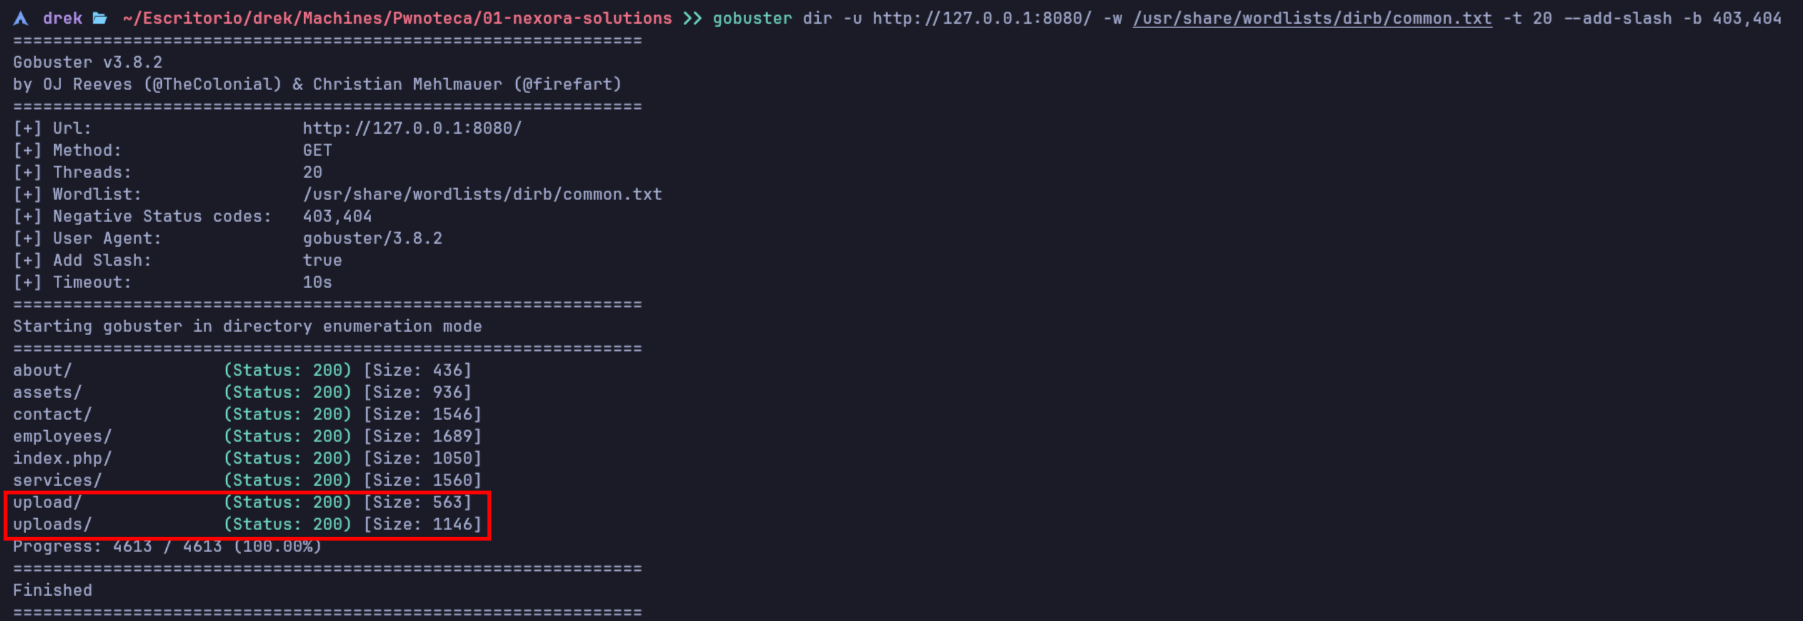 drek ~/Escritorio/drek/Machines/Pwnoteca/01-nexora-solutions >> gobuster dir -u http://127.0.0.1:8080/ -w /usr/share/wordlists/dirb/common.txt -t 20 --add-slash -b 403,404
===============================================================
Gobuster v3.8.2
by OJ Reeves (@TheColonial) & Christian Mehlmauer (@firefart)
===============================================================
[+] Url:                     http://127.0.0.1:8080/
[+] Method:                  GET
[+] Threads:                 20
[+] Wordlist:                /usr/share/wordlists/dirb/common.txt
[+] Negative Status codes:   403,404
[+] User Agent:              gobuster/3.8.2
[+] Add Slash:               true
[+] Timeout:                 10s
===============================================================
Starting gobuster in directory enumeration mode
===============================================================
about/               (Status: 200) [Size: 436]
assets/              (Status: 200) [Size: 936]
contact/             (Status: 200) [Size: 1546]
employees/           (Status: 200) [Size: 1689]
index.php/           (Status: 200) [Size: 1050]
services/            (Status: 200) [Size: 1560]
upload/              (Status: 200) [Size: 563]
uploads/             (Status: 200) [Size: 1146]
Progress: 4613 / 4613 (100.00%)
===============================================================
Finished
===============================================================